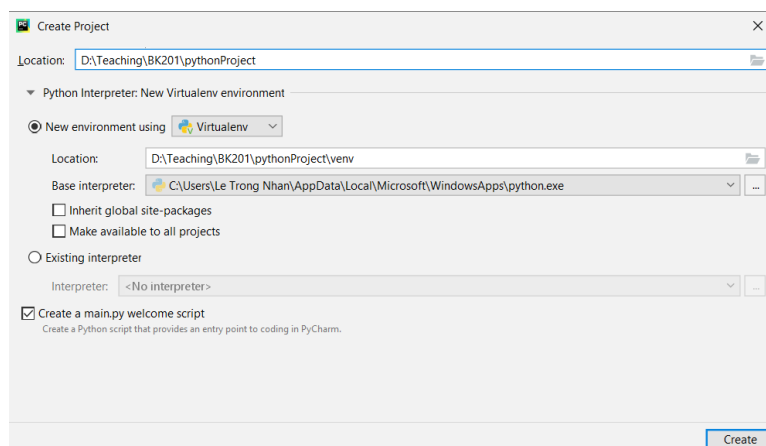 PC Create Project
Location: D:\Teaching\BK201\pythonProject
Python Interpreter: New Virtualenv environment
New environment using Virtualenv
Location: D:\Teaching\BK201\pythonProject\venv
Base interpreter: C:\Users\Le Trong Nhan\AppData\Local\Microsoft\WindowsApps\python.exe ...
Inherit global site-packages
Make available to all projects
Existing interpreter
Interpreter: <No interpreter> ...
Create a main.py welcome script
Create a Python script that provides an entry point to coding in PyCharm.
Create